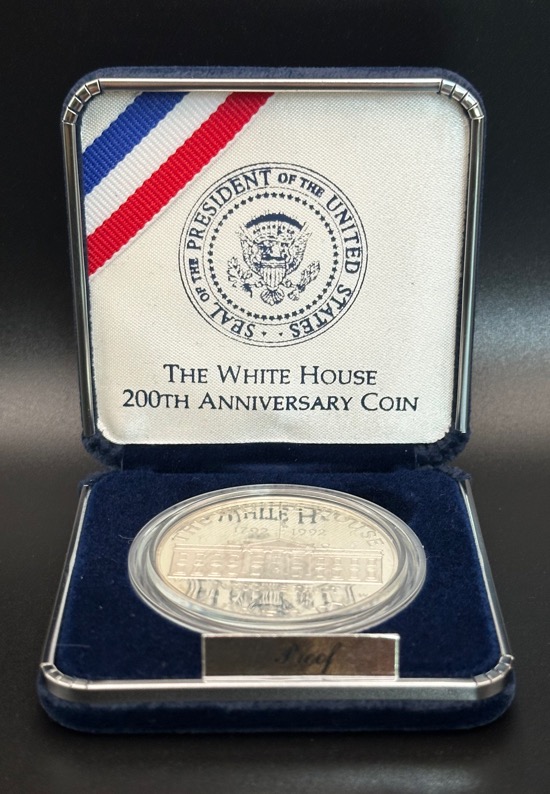 SEAL OF THE PRESIDENT OF THE UNITED STATES
THE WHITE HOUSE
200TH ANNIVERSARY COIN
THE WHITE HOUSE
1792 1992
Proof